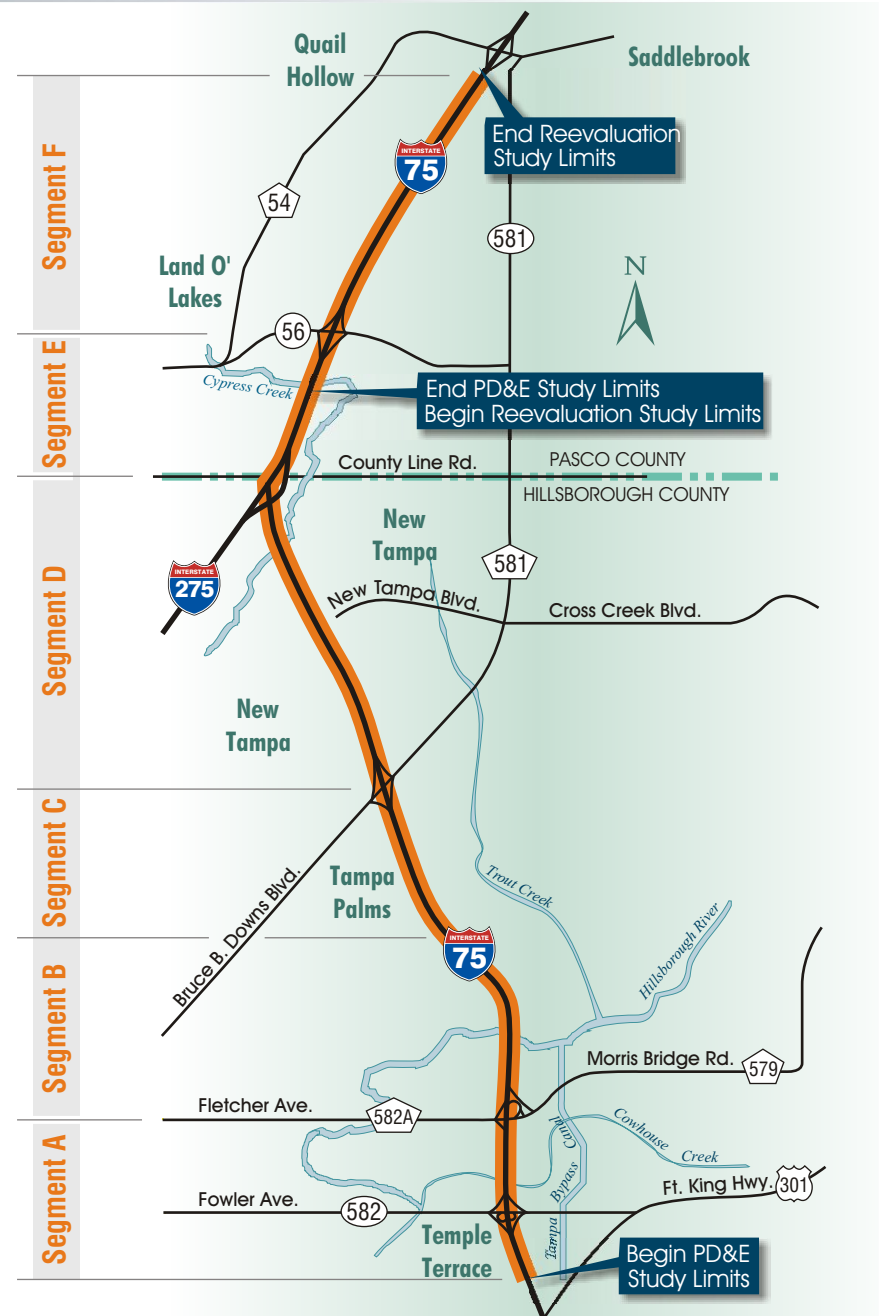 Quail
Hollow
Saddlebrook
End Reevaluation
Study Limits
Segment F
INTERSTATE
75
54
581
Land O'
Lakes
N
56
Segment E
Cypress Creek
End PD&E Study Limits
Begin Reevaluation Study Limits
County Line Rd.
PASCO COUNTY
HILLSBOROUGH COUNTY
New
Tampa
581
INTERSTATE
275
Segment D
New Tampa Blvd.
Cross Creek Blvd.
New
Tampa
Segment C
Bruce B. Downs Blvd.
Tampa
Palms
Trout Creek
INTERSTATE
75
Hillsborough River
Segment B
Morris Bridge Rd.
579
Fletcher Ave.
582A
Segment A
Cowhouse
Creek
Tampa Bypass Canal
Ft. King Hwy.
301
Fowler Ave.
582
Temple
Terrace
Begin PD&E
Study Limits